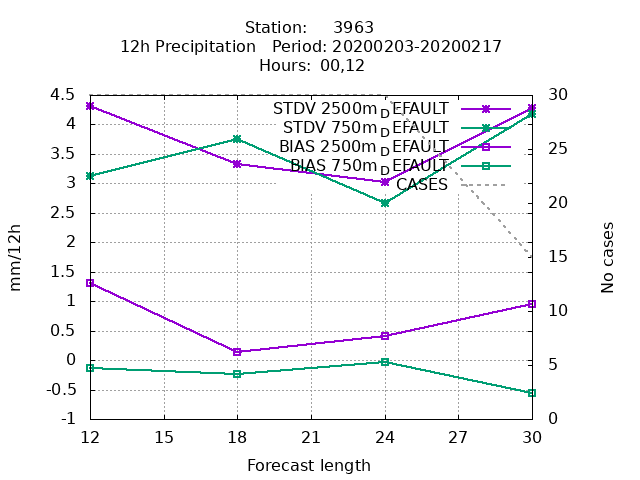 Station: 3963
12h Precipitation Period: 20200203-20200217
Hours: 00,12
STDV 2500m_DEFAULT
STDV 750m_DEFAULT
BIAS 2500m_DEFAULT
BIAS 750m_DEFAULT
CASES
4.5
4
3.5
3
2.5
2
1.5
1
0.5
0
-0.5
-1
mm/12h
30
25
20
15
10
5
0
No cases
12 15 18 21 24 27 30
Forecast length